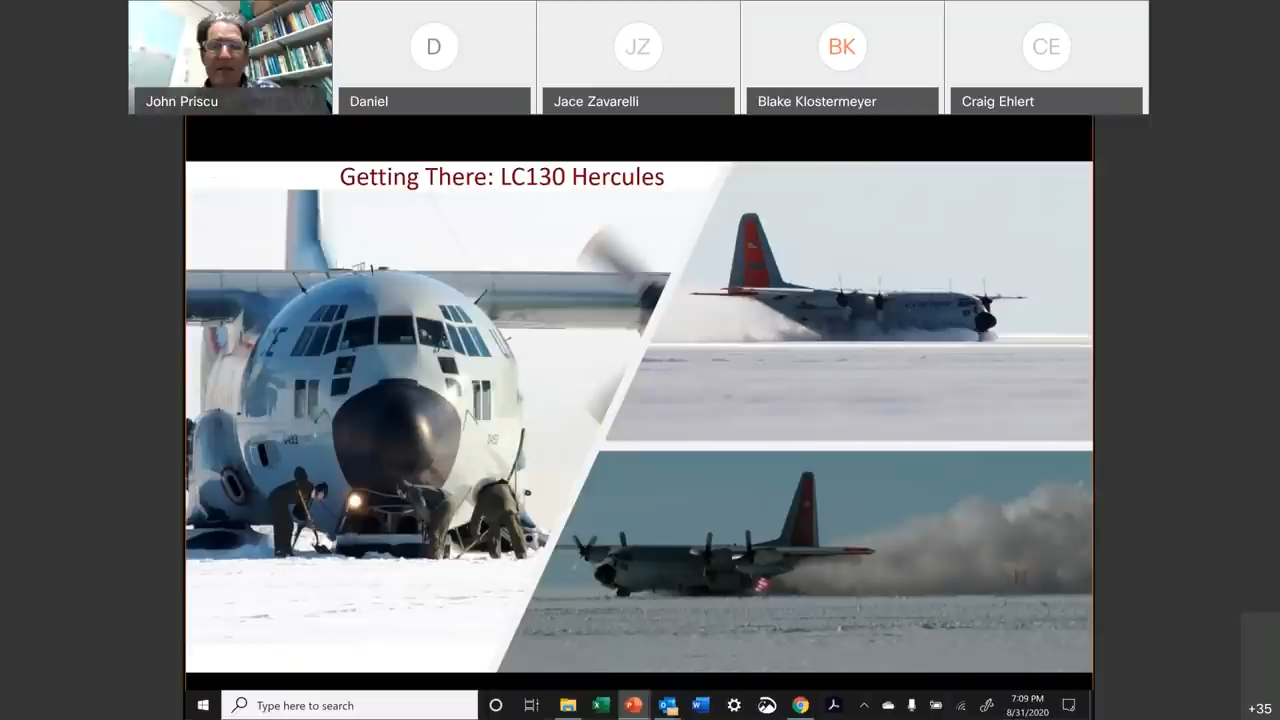 D
JZ
BK
CE
John Priscu
Daniel
Jace Zavarelli
Blake Klostermeyer
Craig Ehlert
Getting There: LC130 Hercules
Type here to search
7:09 PM
8/31/2020
+35